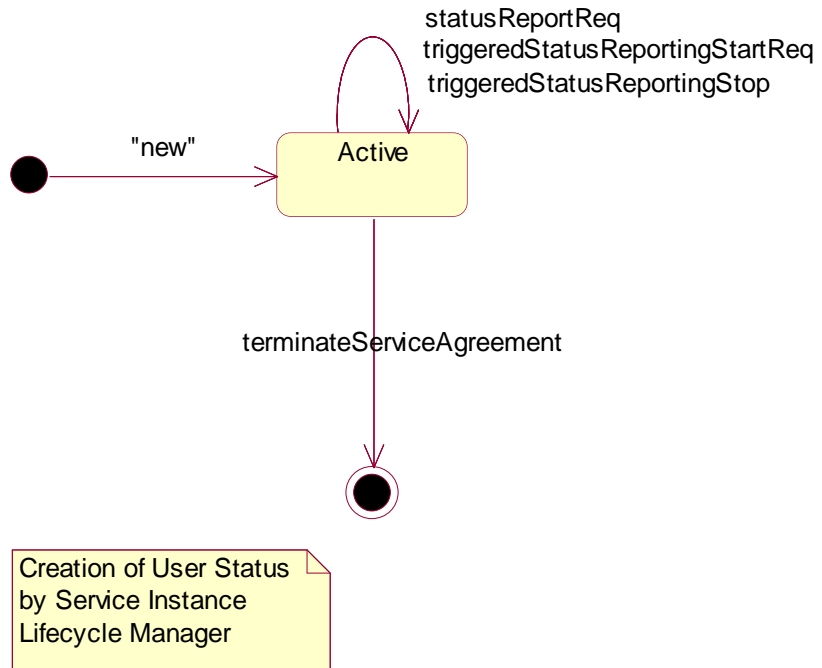 statusReportReq
triggeredStatusReportingStartReq
triggeredStatusReportingStop
"new"
Active
terminateServiceAgreement
Creation of User Status
by Service Instance
Lifecycle Manager